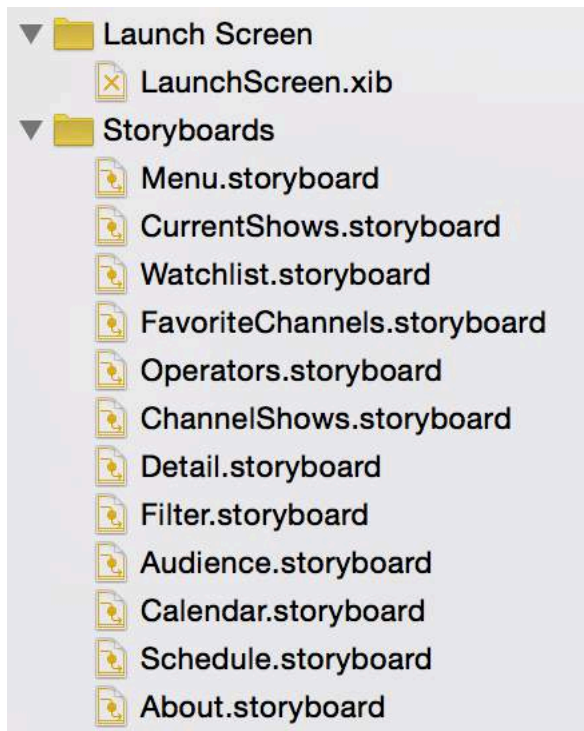 Launch Screen
LaunchScreen.xib
Storyboards
Menu.storyboard
CurrentShows.storyboard
Watchlist.storyboard
FavoriteChannels.storyboard
Operators.storyboard
ChannelShows.storyboard
Detail.storyboard
Filter.storyboard
Audience.storyboard
Calendar.storyboard
Schedule.storyboard
About.storyboard